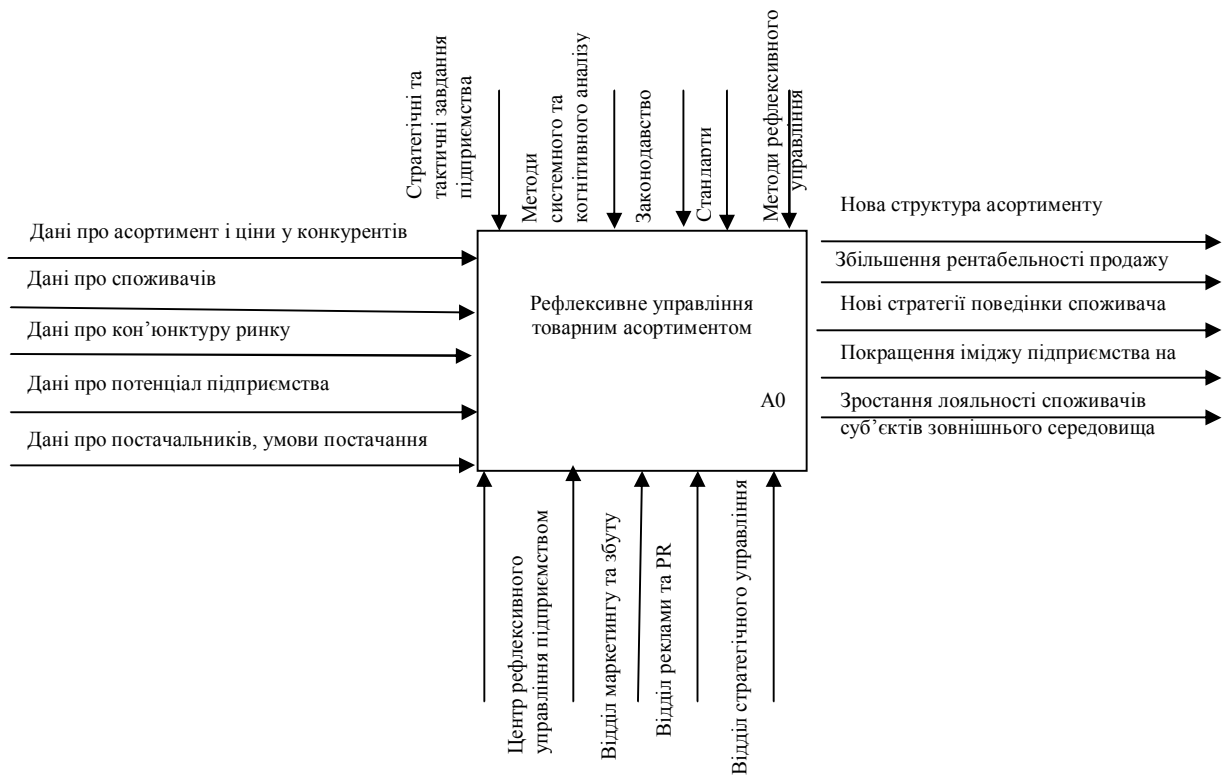 Стратегічні та
тактичні завдання
підприємства
Методи
системного та
когнітивного аналізу
Законодавство
Стандарти
Методи рефлексивного
управління
Дані про асортимент і ціни у конкурентів
Дані про споживачів
Дані про кон’юнктуру ринку
Дані про потенціал підприємства
Дані про постачальників, умови постачання
Рефлексивне управління
товарним асортиментом
А0
Нова структура асортименту
Збільшення рентабельності продажу
Нові стратегії поведінки споживача
Покращення іміджу підприємства на
Зростання лояльності споживачів
суб’єктів зовнішнього середовища
Центр рефлексивного
управління підприємством
Відділ маркетингу та збуту
Відділ реклами та PR
Відділ стратегічного управління